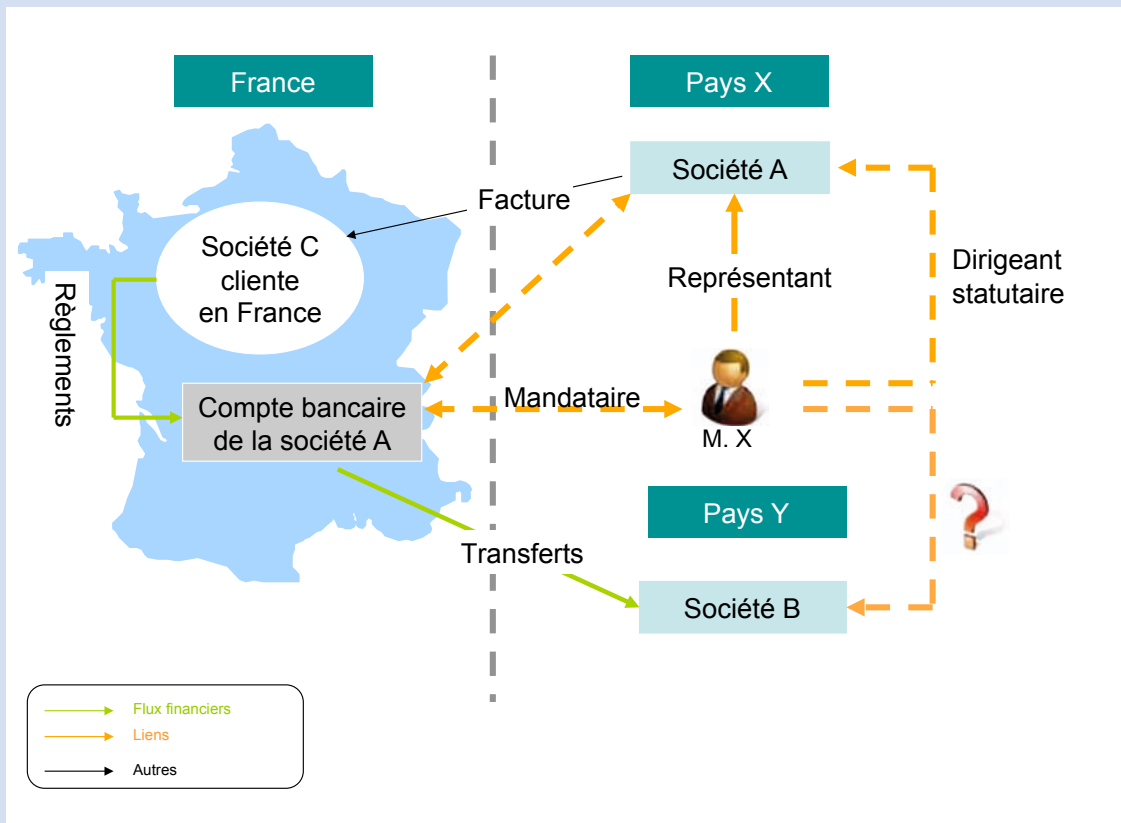 France
Pays X
Société A
Facture
Société C
cliente
en France
Règlements
Représentant
Dirigeant
statutaire
Compte bancaire
de la société A
Mandataire
M. X
Pays Y
?
Transferts
Société B
Flux financiers
Liens
Autres